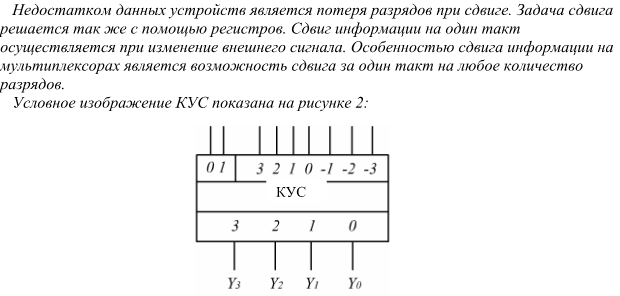 Недостатком данных устройств является потеря разрядов при сдвиге. Задача сдвига
решается так же с помощью регистров. Сдвиг информации на один такт
осуществляется при изменение внешнего сигнала. Особенностью сдвига информации на
мультиплексорах является возможность сдвига за один такт на любое количество
разрядов.
Условное изображение КУС показана на рисунке 2:
0 1 3 2 1 0 -1 -2 -3
КУС
3 2 1 0
Y3 Y2 Y1 Y0